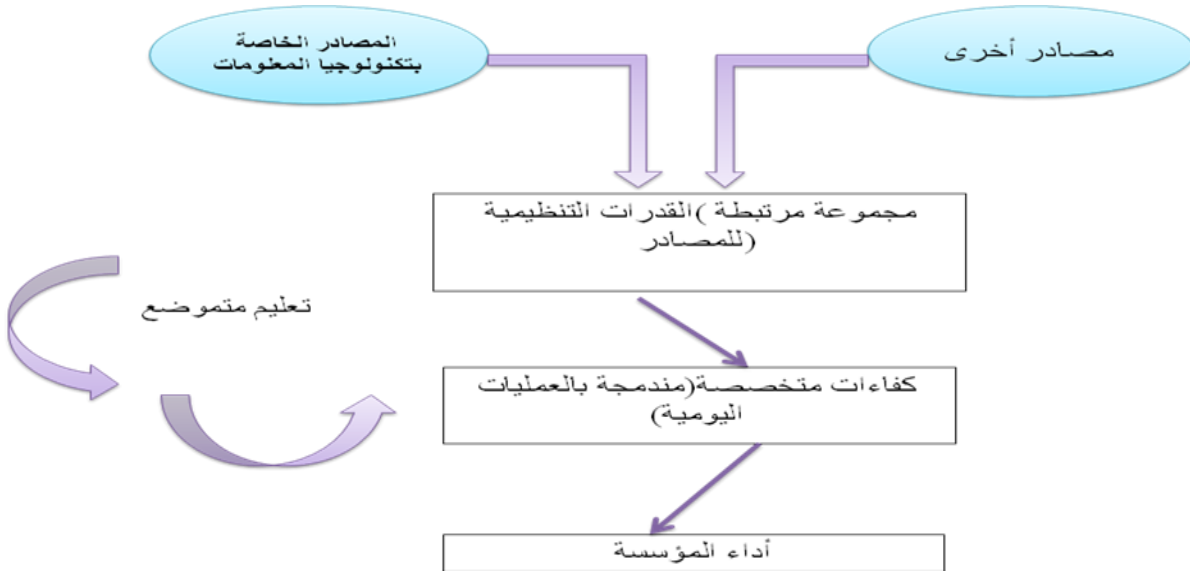 المصادر الخاصة
بتكنولوجيا المعلومات
مصادر أخرى
مجموعة مرتبطة )القدرات التنظيمية
(للمصادر
تعليم متموضع
كفاءات متخصصة(مندمجة بالعمليات
اليومية)
أداء المؤسسة